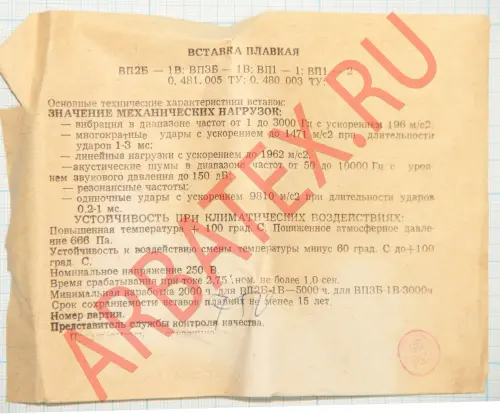 ВСТАВКА ПЛАВКАЯ
ВП2Б — 1В; ВП3Б — 1В; ВП1 — 1; ВП1 — 2
0, 481. 005 ТУ; 0. 480 003 ТУ;
Основные технические характеристики вставок:
ЗНАЧЕНИЕ МЕХАНИЧЕСКИХ НАГРУЗОК:
— вибрация в диапазоне частот от 1 до 3000 Гц с ускорением 196 м/с2.
— многократные удары с ускорением до 1471 м/с2 при длительности
ударов 1-3 мс:
— линейная нагрузки с ускорением до 1962 м/с2.
—акустические шумы в диапазоне частот от 50 до 10000 Гц с уров
нем звукового давления до 150 дБ
— резонансные частоты:
— одиночные удары с ускорением 9810 м/с2 при длительности ударов
0.2-1 мс.
УСТОЙЧИВОСТЬ ПРИ КЛИМАТИЧЕСКИХ ВОЗДЕЙСТВИЯХ:
Повышенная температура + 100 град. С. Пониженное атмосферное давле-
ние 666 Па.
Устойчивость к воздействию смены температуры минус 60 град. С до+100
град. С.
Номинальное напряжение 250 В.
Время срабатывания при токе 2,75 ном. не более 1,0 сек.
Минимальная наработка 2000 ч. для ВП2Б-1В—5000 ч. для ВП3Б-1В-3000ч
Срок сохраняемости вставок плавких не менее 15 лет.
Номер партии.
Представитель службы контроля качества.
ARBATEX.RU